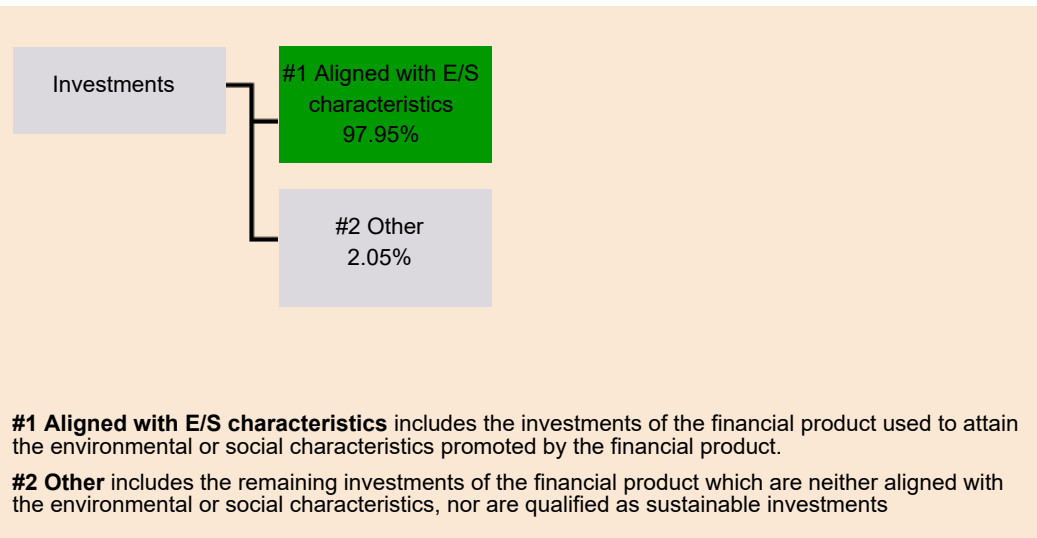 Investments
#1 Aligned with E/S
characteristics
97.95%
#2 Other
2.05%
#1 Aligned with E/S characteristics includes the investments of the financial product used to attain
the environmental or social characteristics promoted by the financial product.
#2 Other includes the remaining investments of the financial product which are neither aligned with
the environmental or social characteristics, nor are qualified as sustainable investments